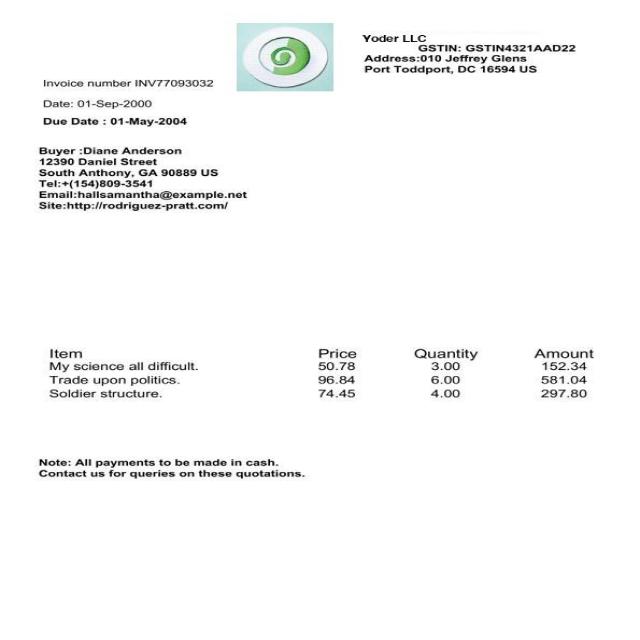 Yoder LLC
GSTIN: GSTIN4321AAD22
Address:010 Jeffrey Glens
Port Toddport, DC 16594 US
Invoice number INV77093032
Date: 01-Sep-2000
Due Date : 01-May-2004
Buyer :Diane Anderson
12390 Daniel Street
South Anthony, GA 90889 US
Tel:+(154)809-3541
Email:hallsamantha@example.net
Site:http://rodriguez-pratt.com/
Item Price Quantity Amount
My science all difficult. 50.78 3.00 152.34
Trade upon politics. 96.84 6.00 581.04
Soldier structure. 74.45 4.00 297.80
Note: All payments to be made in cash.
Contact us for queries on these quotations.